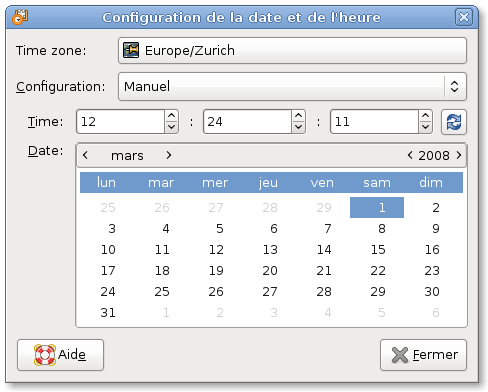 Configuration de la date et de l'heure
Time zone: Europe/Zurich
Configuration: Manuel
Time: 12 : 24 : 11
Date: < mars > < 2008 >
lun mar mer jeu ven sam dim
25 26 27 28 29 1 2
3 4 5 6 7 8 9
10 11 12 13 14 15 16
17 18 19 20 21 22 23
24 25 26 27 28 29 30
31 1 2 3 4 5 6
Aide Fermer